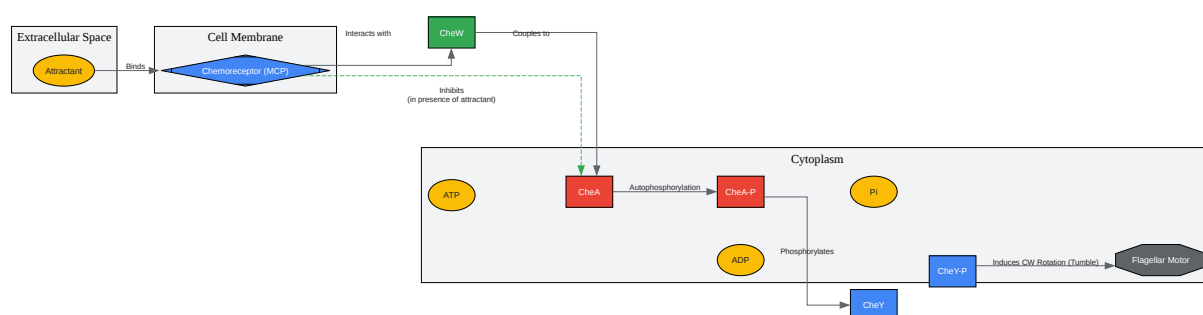 Extracellular Space
Attractant
Binds
Cell Membrane
Chemoreceptor (MCP)
Interacts with
CheW
Couples to
Inhibits
(in presence of attractant)
Cytoplasm
ATP
CheA
Autophosphorylation
CheA-P
Pi
ADP
Phosphorylates
CheY-P
Induces CW Rotation (Tumble)
Flagellar Motor
CheY